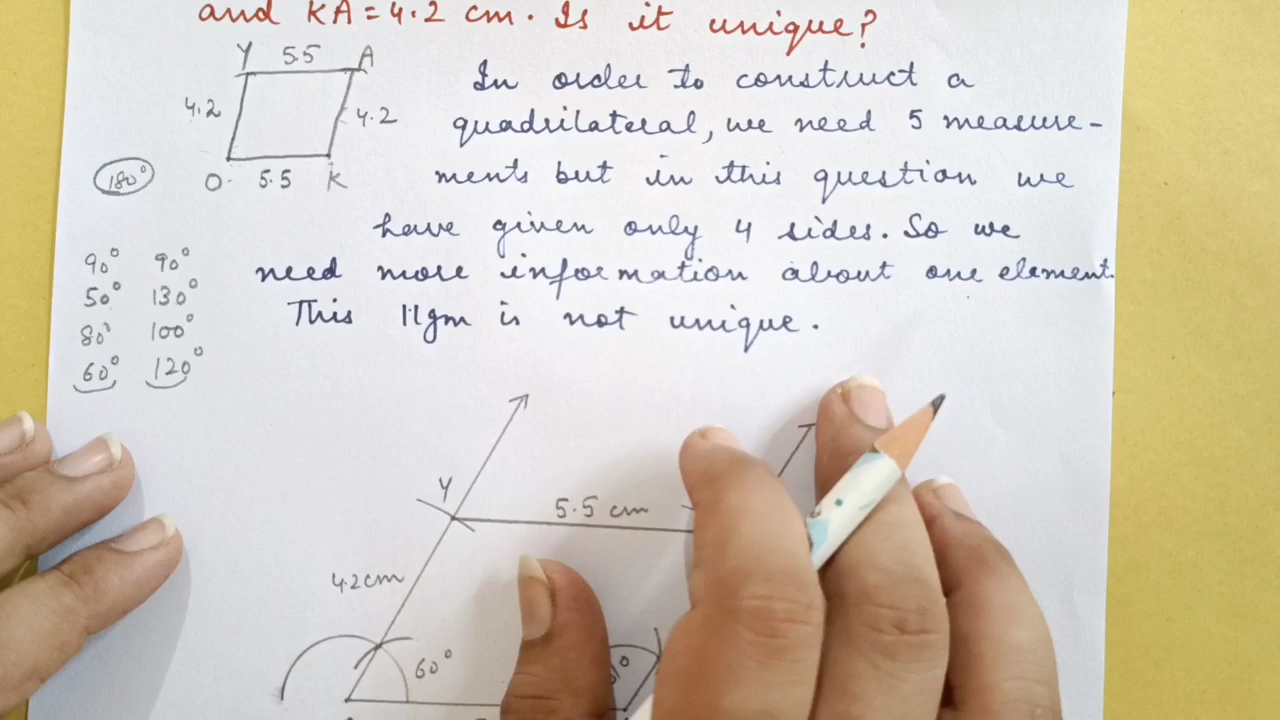 and KA = 4.2 cm. Is it unique?
Y 5.5 A
4.2
4.2
O 5.5 K
180°
In order to construct a
quadrilateral, we need 5 measure-
ments but in this question we
have given only 4 sides. So we
need more information about one element.
This ||gm is not unique.
90° 90°
50° 130°
80° 100°
60° 120°
Y
5.5 cm
4.2cm
60°